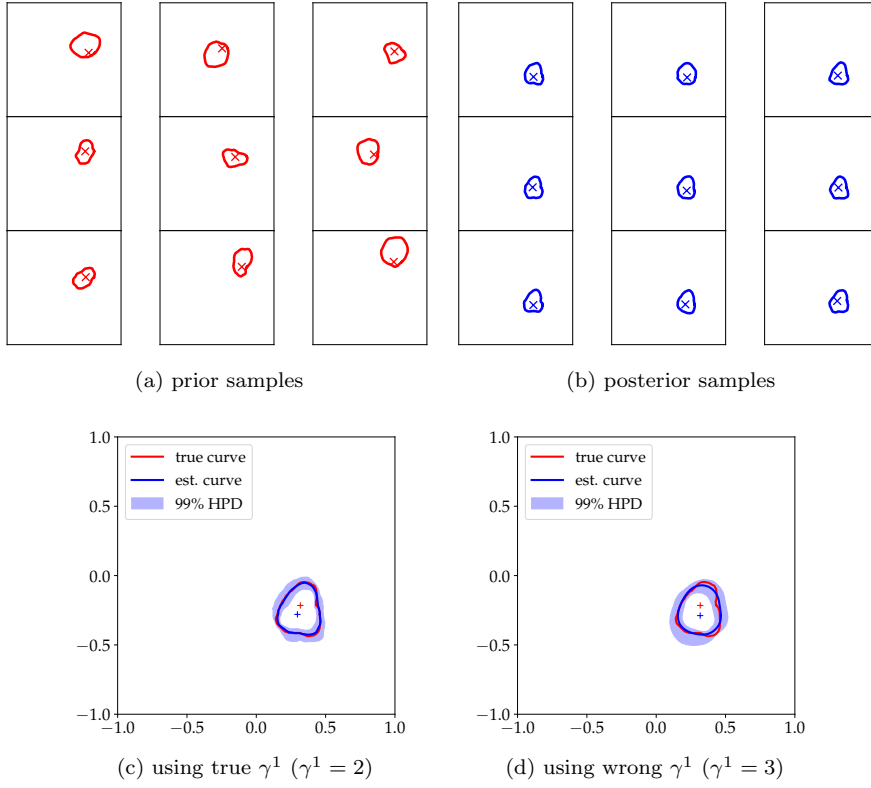 (a) prior samples
(b) posterior samples
1.0
true curve
est. curve
99% HPD
0.5
0.0
−0.5
−1.0
−1.0 −0.5 0.0 0.5 1.0
(c) using true γ¹ (γ¹ = 2)
1.0
true curve
est. curve
99% HPD
0.5
0.0
−0.5
−1.0
−1.0 −0.5 0.0 0.5 1.0
(d) using wrong γ¹ (γ¹ = 3)